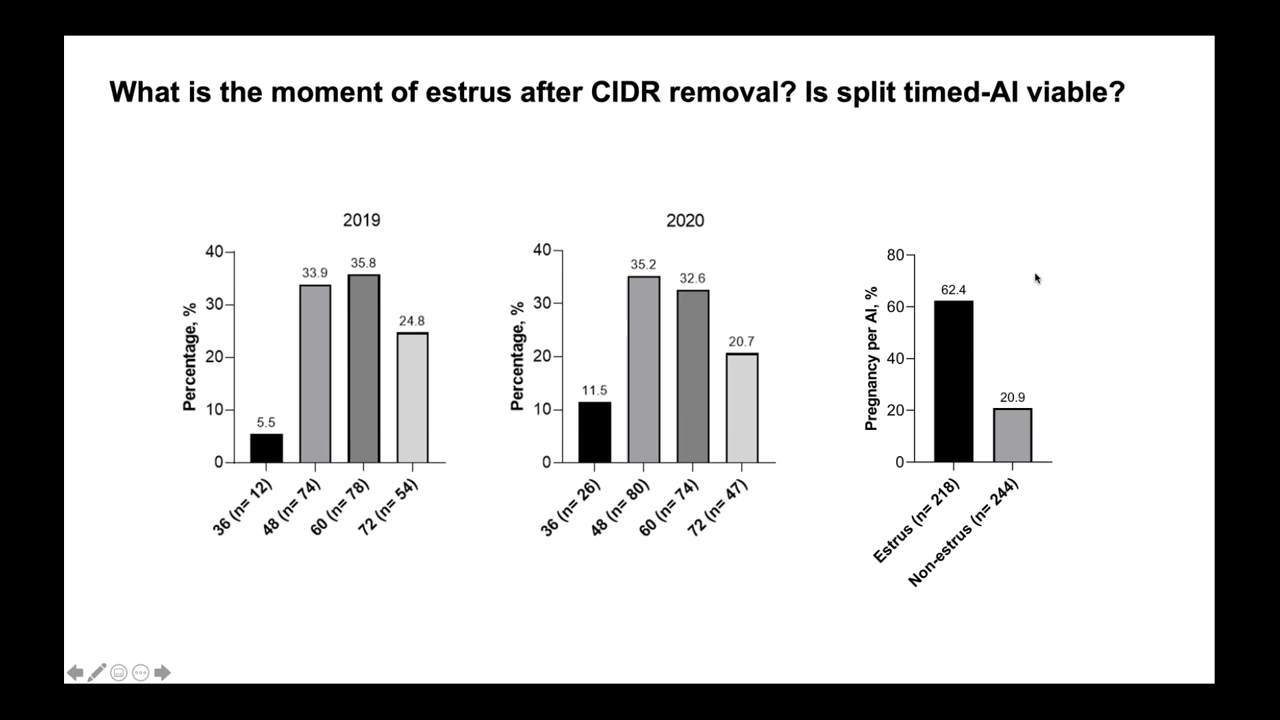 What is the moment of estrus after CIDR removal? Is split timed-AI viable?
2019
40
30
20
10
0
Percentage, %
5.5
33.9
35.8
24.8
36 (n= 12)
48 (n= 74)
60 (n= 78)
72 (n= 54)
2020
40
30
20
10
0
Percentage, %
11.5
35.2
32.6
20.7
36 (n= 26)
48 (n= 80)
60 (n= 74)
72 (n= 47)
80
60
40
20
0
Pregnancy per AI, %
62.4
20.9
Estrus (n= 218)
Non-estrus (n= 244)